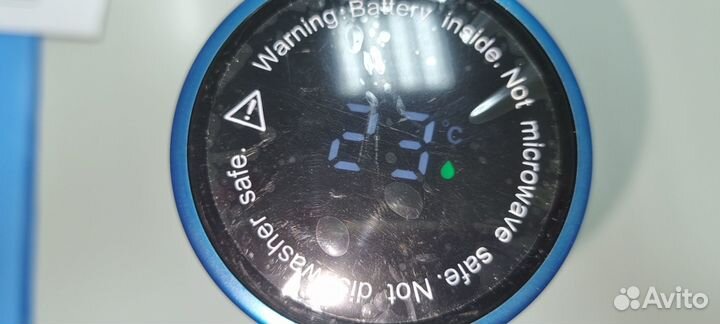 Warning: Battery inside. Not microwave safe. Not dishwasher safe.
23 °C
Avito